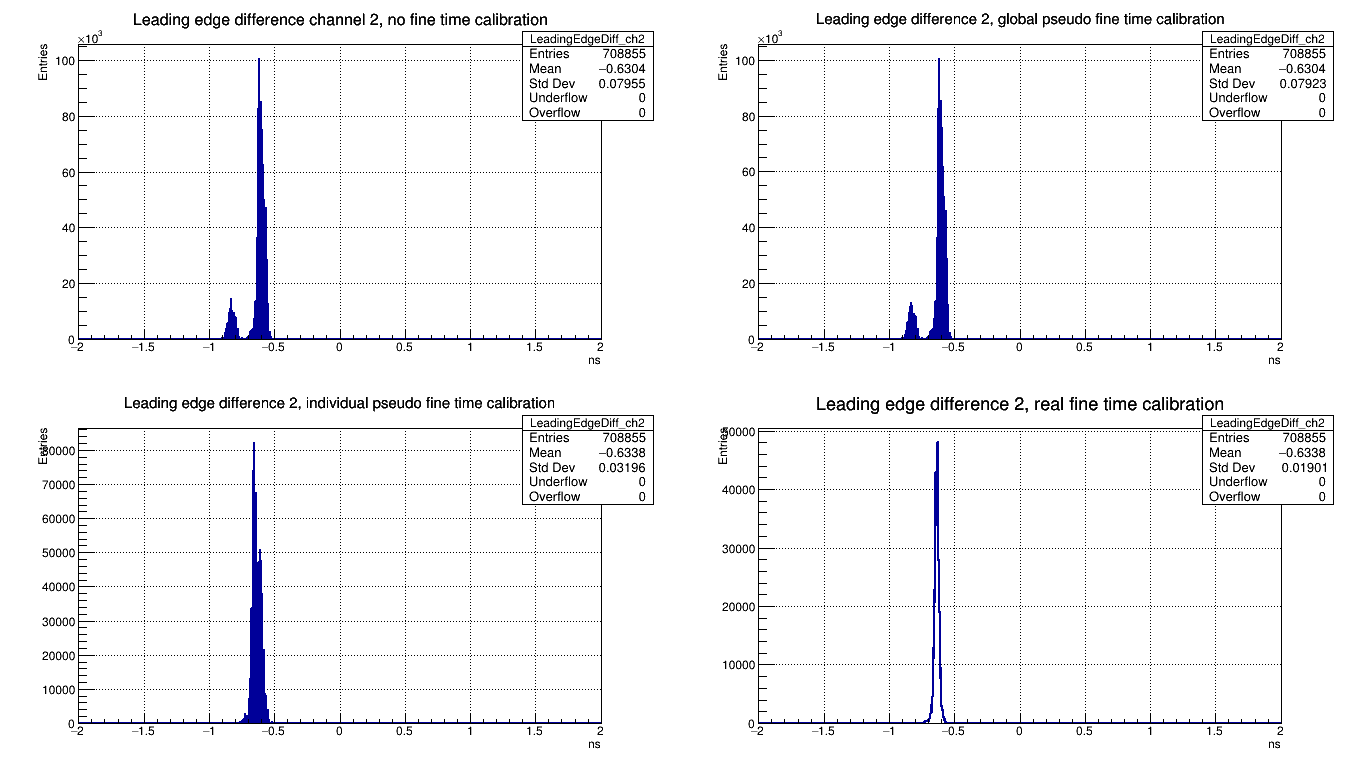 Leading edge difference channel 2, no fine time calibration
×10³
Entries
LeadingEdgeDiff_ch2
Entries 708855
Mean −0.6304
Std Dev 0.07955
Underflow 0
Overflow 0
100
80
60
40
20
0
−2 −1.5 −1 −0.5 0 0.5 1 1.5 2
ns
Leading edge difference 2, global pseudo fine time calibration
×10³
Entries
LeadingEdgeDiff_ch2
Entries 708855
Mean −0.6304
Std Dev 0.07923
Underflow 0
Overflow 0
100
80
60
40
20
0
−2 −1.5 −1 −0.5 0 0.5 1 1.5 2
ns
Leading edge difference 2, individual pseudo fine time calibration
Entries
LeadingEdgeDiff_ch2
Entries 708855
Mean −0.6338
Std Dev 0.03196
Underflow 0
Overflow 0
80000
70000
60000
50000
40000
30000
20000
10000
0
−2 −1.5 −1 −0.5 0 0.5 1 1.5 2
ns
Leading edge difference 2, real fine time calibration
Entries
LeadingEdgeDiff_ch2
Entries 708855
Mean −0.6338
Std Dev 0.01901
Underflow 0
Overflow 0
50000
40000
30000
20000
10000
0
−2 −1.5 −1 −0.5 0 0.5 1 1.5 2
ns